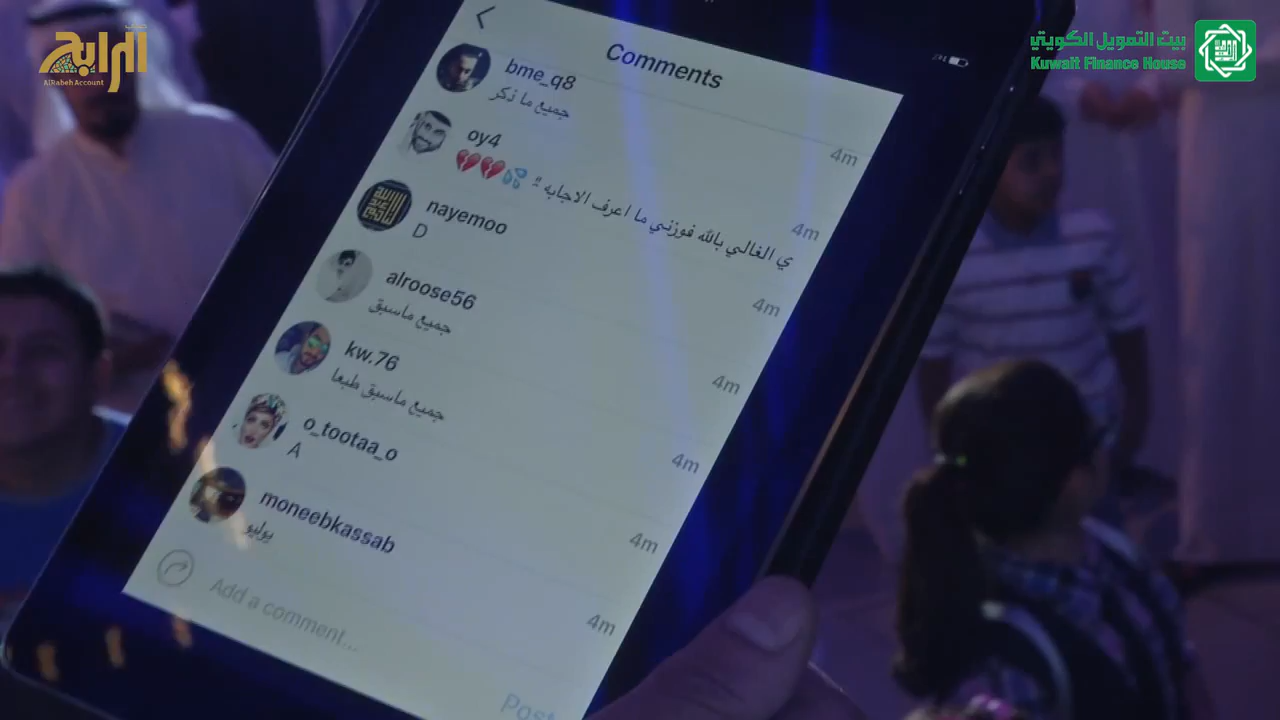 حساب
الرابح
AlRabeh Account
بيت التمويل الكويتي
Kuwait Finance House
Comments
bme_q8
جميع ما ذكر
4m
oy4
ي الغالي بالله فوزني ما اعرف الاجابه !! 💦💔💔
4m
nayemoo
D
4m
alroose56
جميع ماسبق
4m
kw.76
جميع ماسبق طبعا
4m
o_tootaa_o
A
4m
moneebkassab
يوليو
4m
Add a comment...
Post